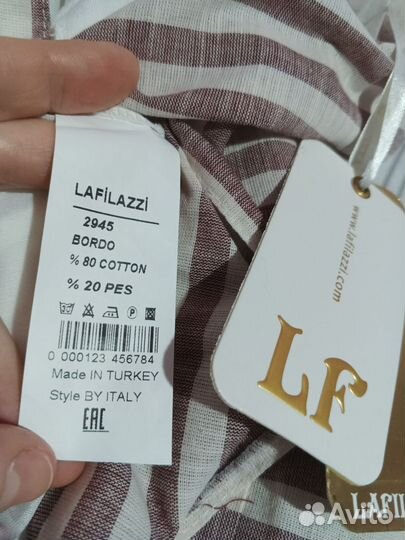 LAFİLAZZİ
2945
BORDO
% 80 COTTON
% 20 PES
0 000123 456784
Made IN TURKEY
Style BY ITALY
EAC
www.lafilazzi.com
LF
Avito